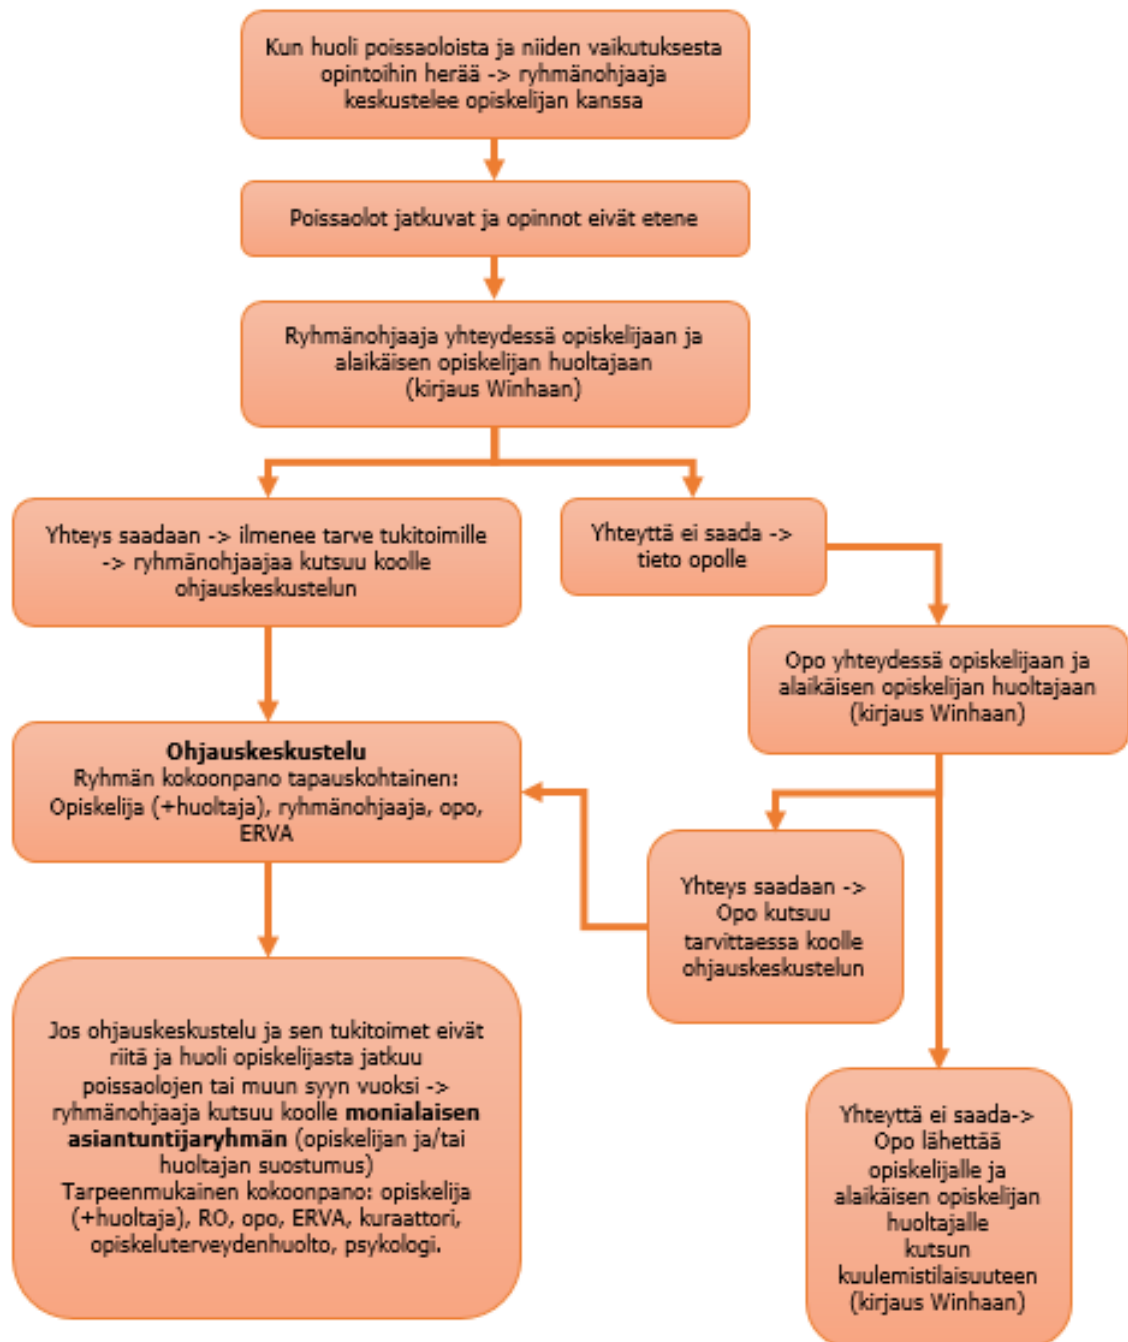 Kun huoli poissaoloista ja niiden vaikutuksesta
opintoihin herää -> ryhmänohjaaja
keskustelee opiskelijan kanssa
Poissaolot jatkuvat ja opinnot eivät etene
Ryhmänohjaaja yhteydessä opiskelijaan ja
alaikäisen opiskelijan huoltajaan
(kirjaus Winhaan)
Yhteys saadaan -> ilmenee tarve tukitoimille
-> ryhmänohjaajaa kutsuu koolle
ohjauskeskustelun
Yhteyttä ei saada ->
tieto opolle
Opo yhteydessä opiskelijaan ja
alaikäisen opiskelijan huoltajaan
(kirjaus Winhaan)
Ohjauskeskustelu
Ryhmän kokoonpano tapauskohtainen:
Opiskelija (+huoltaja), ryhmänohjaaja, opo,
ERVA
Yhteys saadaan ->
Opo kutsuu
tarvittaessa koolle
ohjauskeskustelun
Jos ohjauskeskustelu ja sen tukitoimet eivät
riitä ja huoli opiskelijasta jatkuu
poissaolojen tai muun syyn vuoksi ->
ryhmänohjaaja kutsuu koolle monialaisen
asiantuntijaryhmän (opiskelijan ja/tai
huoltajan suostumus)
Tarpeenmukainen kokoonpano: opiskelija
(+huoltaja), RO, opo, ERVA, kuraattori,
opiskeluterveydenhuolto, psykologi.
Yhteyttä ei saada->
Opo lähettää
opiskelijalle ja
alaikäisen opiskelijan
huoltajalle
kutsun
kuulemistilaisuuteen
(kirjaus Winhaan)